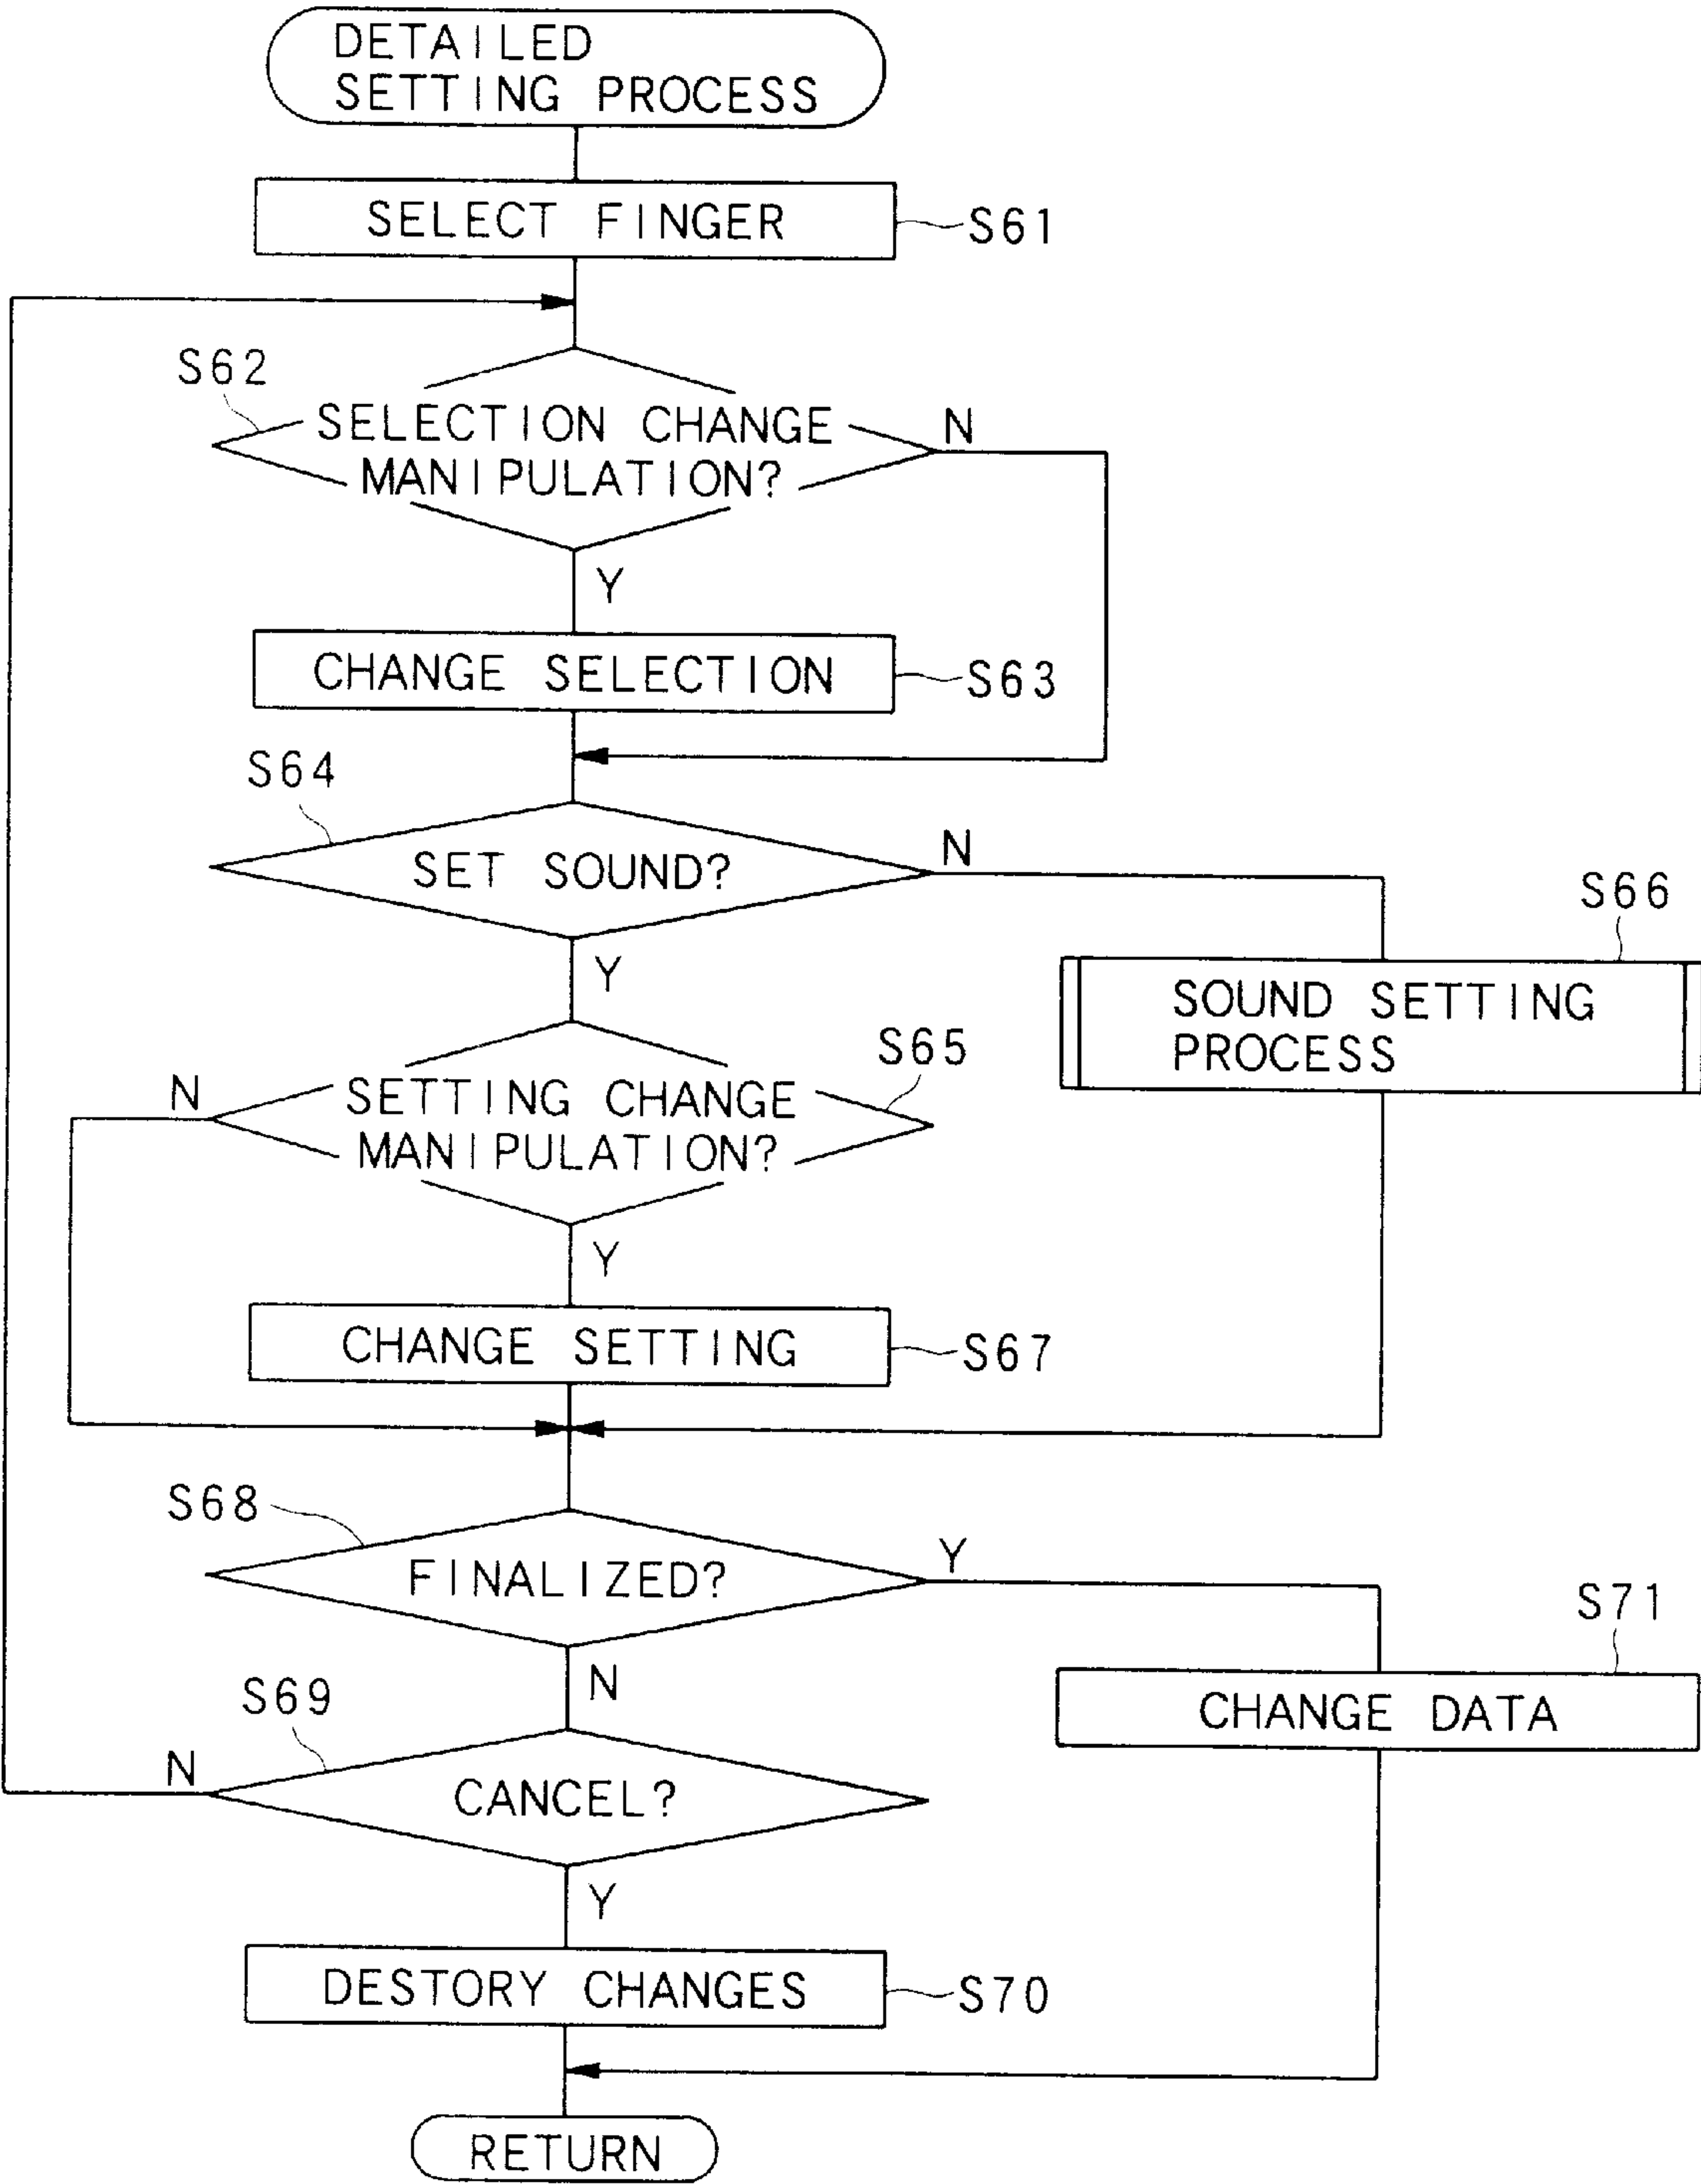 DETAILED
SETTING PROCESS
SELECT FINGER
S61
S62
SELECTION CHANGE
MANIPULATION?
N
Y
CHANGE SELECTION
S63
S64
SET SOUND?
N
Y
S66
SOUND SETTING
PROCESS
S65
N
SETTING CHANGE
MANIPULATION?
Y
CHANGE SETTING
S67
S68
FINALIZED?
Y
N
S71
CHANGE DATA
S69
N
CANCEL?
Y
DESTORY CHANGES
S70
RETURN